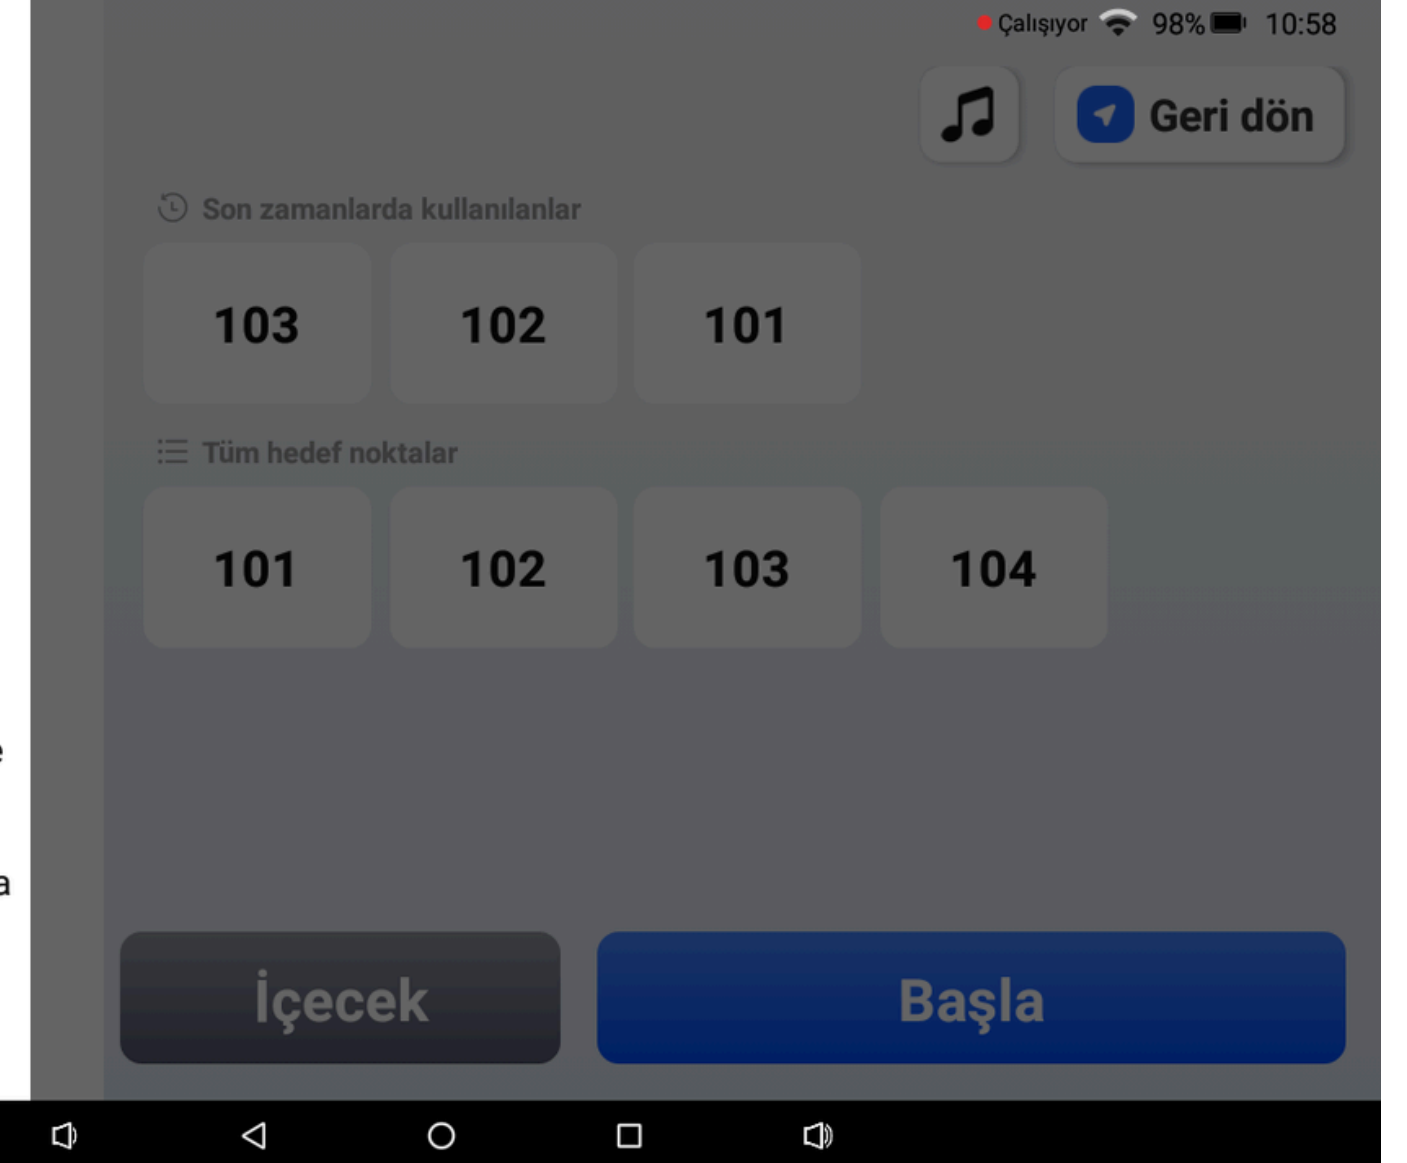 Çalışıyor 98% 10:58
Geri dön
Son zamanlarda kullanılanlar
103 102 101
Tüm hedef noktalar
101 102 103 104
e
a
İçecek Başla